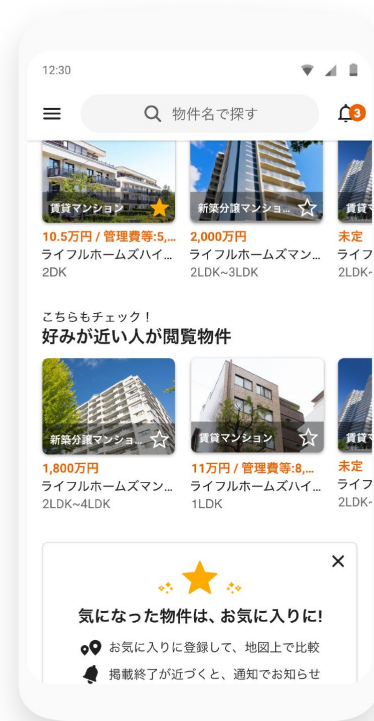 12:30
物件名で探す
3
賃貸マンション
新築分譲マンショ...
賃貸
10.5万円 / 管理費等:5,...
2,000万円
未定
ライフルホームズハイ...
ライフルホームズマン...
ライフ
2DK
2LDK~3LDK
2LDK~
こちらもチェック！
好みが近い人が閲覧物件
新築分譲マンショ...
賃貸マンション
賃貸
1,800万円
11万円 / 管理費等:8,...
未定
ライフルホームズマン...
ライフルホームズハイ...
ライフ
2LDK~4LDK
1LDK
2LDK~
気になった物件は、お気に入りに!
お気に入りに登録して、地図上で比較
掲載終了が近づくと、通知でお知らせ